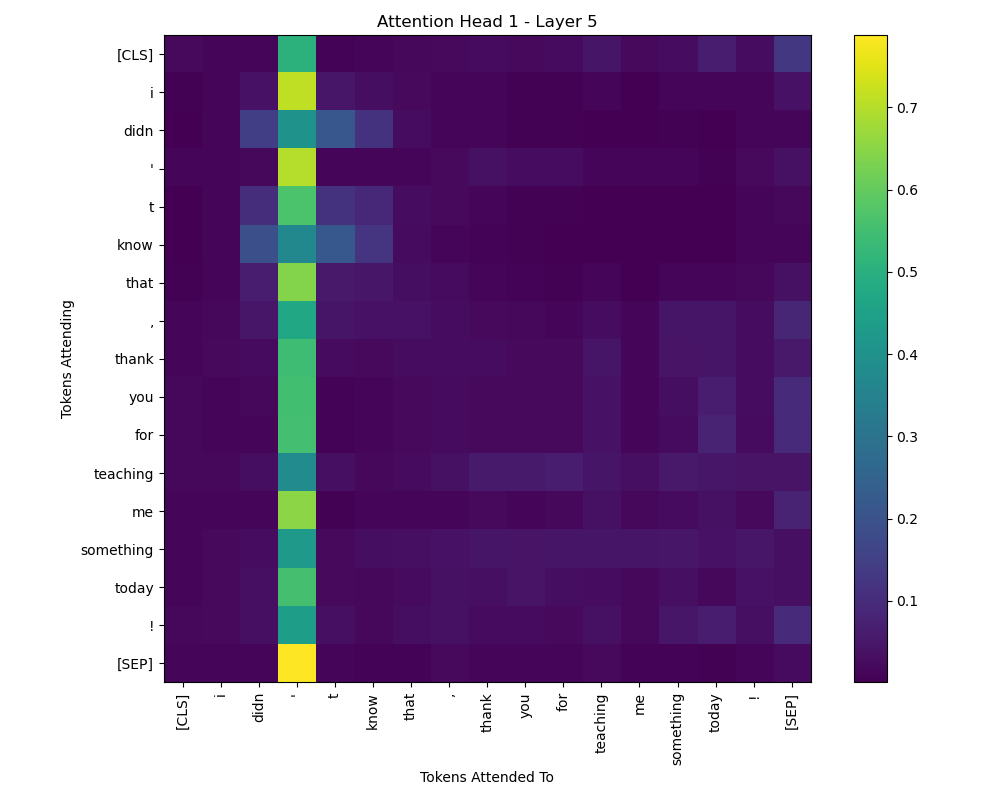 Attention Head 1 - Layer 5
[CLS]
i
didn
'
t
know
that
,
thank
you
for
teaching
me
something
today
!
[SEP]
Tokens Attending
[CLS]
i
didn
'
t
know
that
,
thank
you
for
teaching
me
something
today
!
[SEP]
Tokens Attended To
0.7
0.6
0.5
0.4
0.3
0.2
0.1